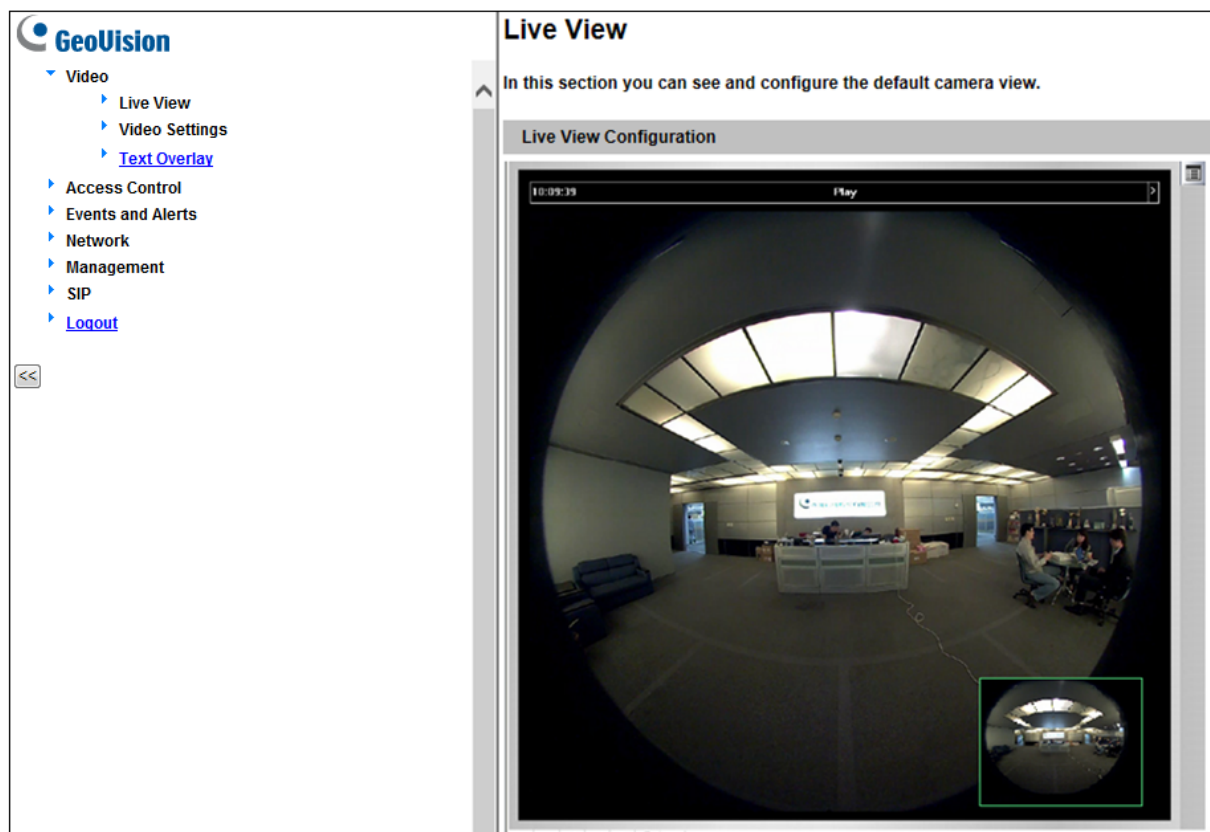 GeoVision
Video
Live View
Video Settings
Text Overlay
Access Control
Events and Alerts
Network
Management
SIP
Logout
<<
Live View
In this section you can see and configure the default camera view.
Live View Configuration
10:09:39 Play >